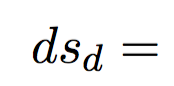 ds_d =